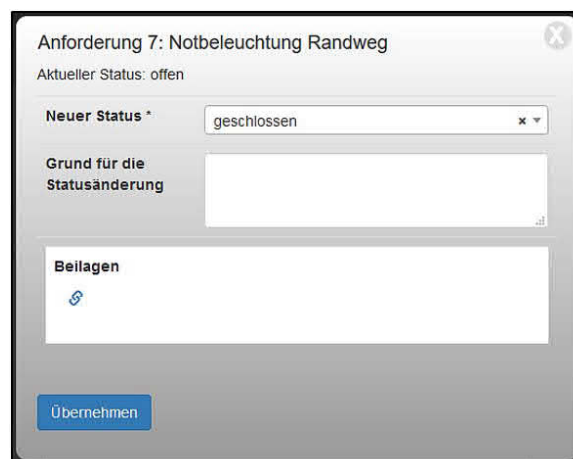 Anforderung 7: Notbeleuchtung Randweg
Aktueller Status: offen
Neuer Status *
geschlossen
Grund für die
Statusänderung
Beilagen
Übernehmen